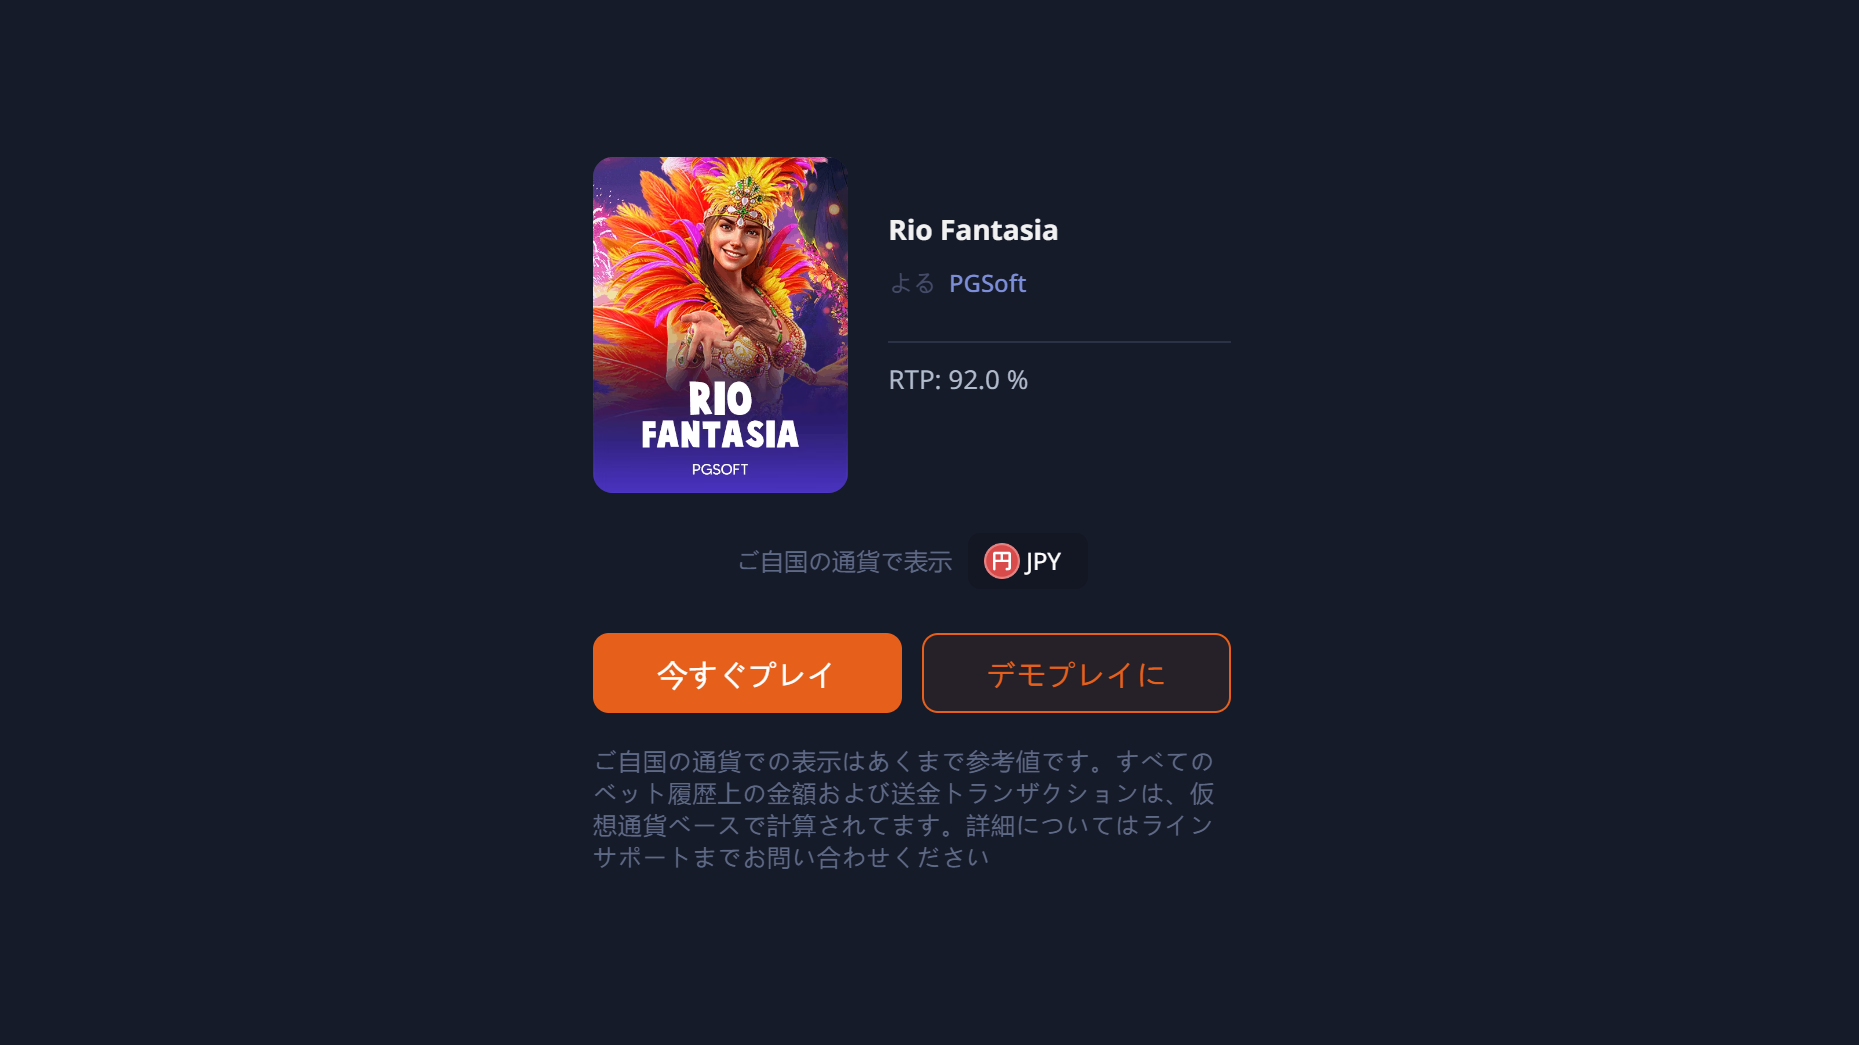 RIO
FANTASIA
PGSOFT
Rio Fantasia
よる PGSoft
RTP: 92.0 %
ご自国の通貨で表示 円 JPY
今すぐプレイ
デモプレイに
ご自国の通貨での表示はあくまで参考値です。すべての
ベット履歴上の金額および送金トランザクションは、仮
想通貨ベースで計算されてます。詳細についてはライン
サポートまでお問い合わせください